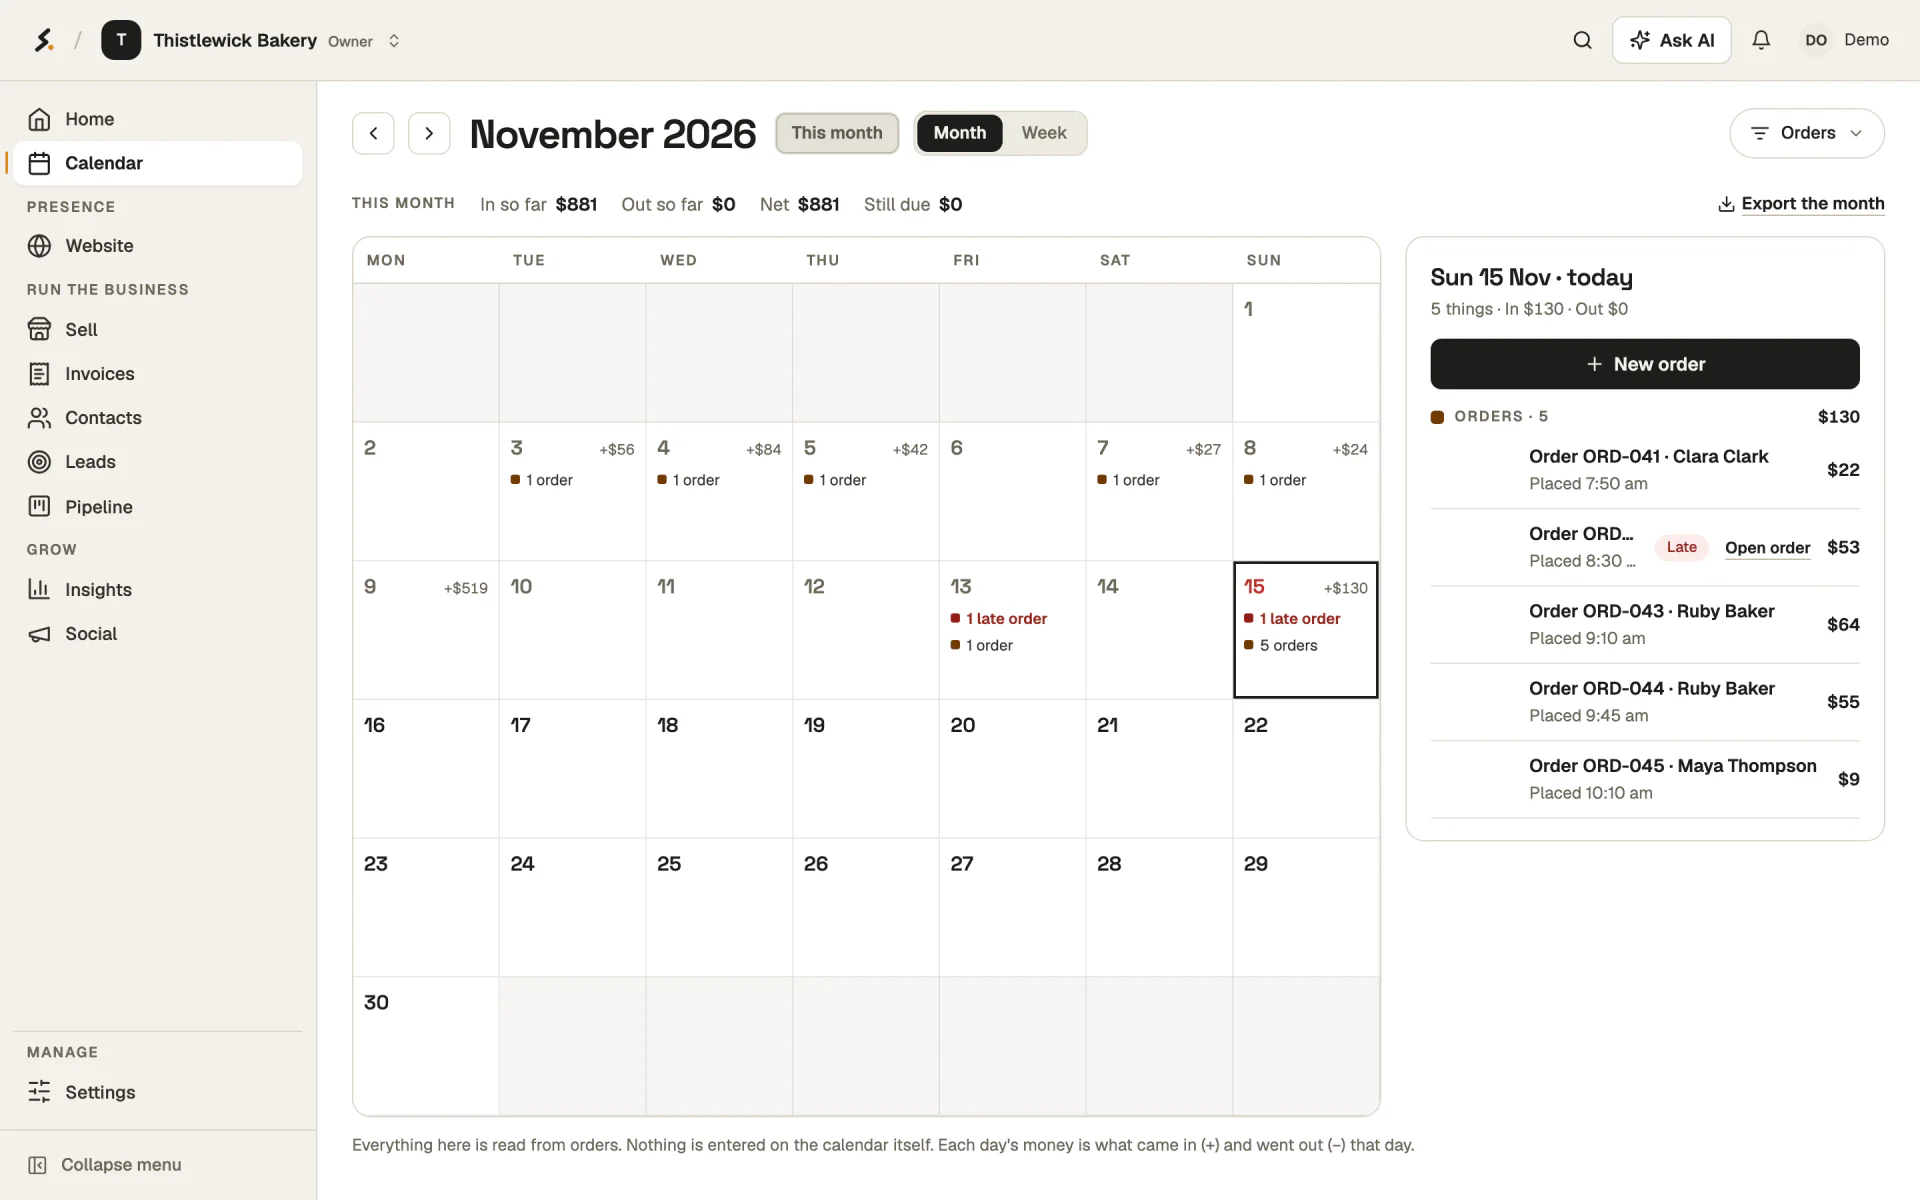 / T Thistlewick Bakery Owner
Ask AI DO Demo
Home
Calendar
PRESENCE
Website
RUN THE BUSINESS
Sell
Invoices
Contacts
Leads
Pipeline
GROW
Insights
Social
MANAGE
Settings
Collapse menu
November 2026 This month Month Week Orders
THIS MONTH In so far $881 Out so far $0 Net $881 Still due $0 Export the month
MON TUE WED THU FRI SAT SUN
1
2 3 +$56 4 +$84 5 +$42 6 7 +$27 8 +$24
1 order 1 order 1 order 1 order 1 order
9 +$519 10 11 12 13 14 15 +$130
1 late order 1 late order
1 order 5 orders
16 17 18 19 20 21 22
23 24 25 26 27 28 29
30
Everything here is read from orders. Nothing is entered on the calendar itself. Each day's money is what came in (+) and went out (−) that day.
Sun 15 Nov · today
5 things · In $130 · Out $0
+ New order
ORDERS · 5 $130
Order ORD-041 · Clara Clark $22
Placed 7:50 am
Order ORD... Late Open order $53
Placed 8:30 ...
Order ORD-043 · Ruby Baker $64
Placed 9:10 am
Order ORD-044 · Ruby Baker $55
Placed 9:45 am
Order ORD-045 · Maya Thompson $9
Placed 10:10 am